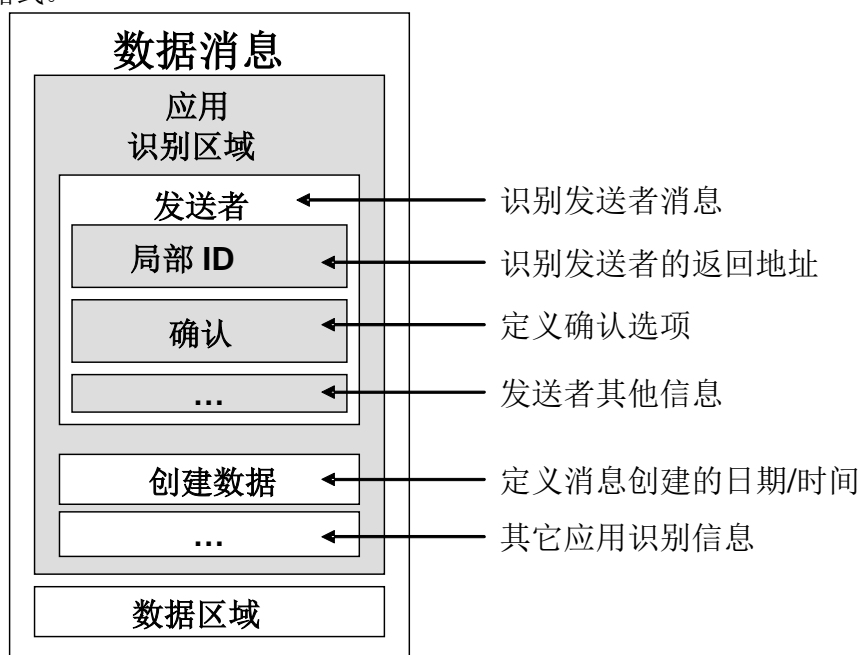 格式。
数据消息
应用
识别区域
发送者
识别发送者消息
局部 ID
识别发送者的返回地址
确认
定义确认选项
…
发送者其他信息
创建数据
定义消息创建的日期/时间
…
其它应用识别信息
数据区域